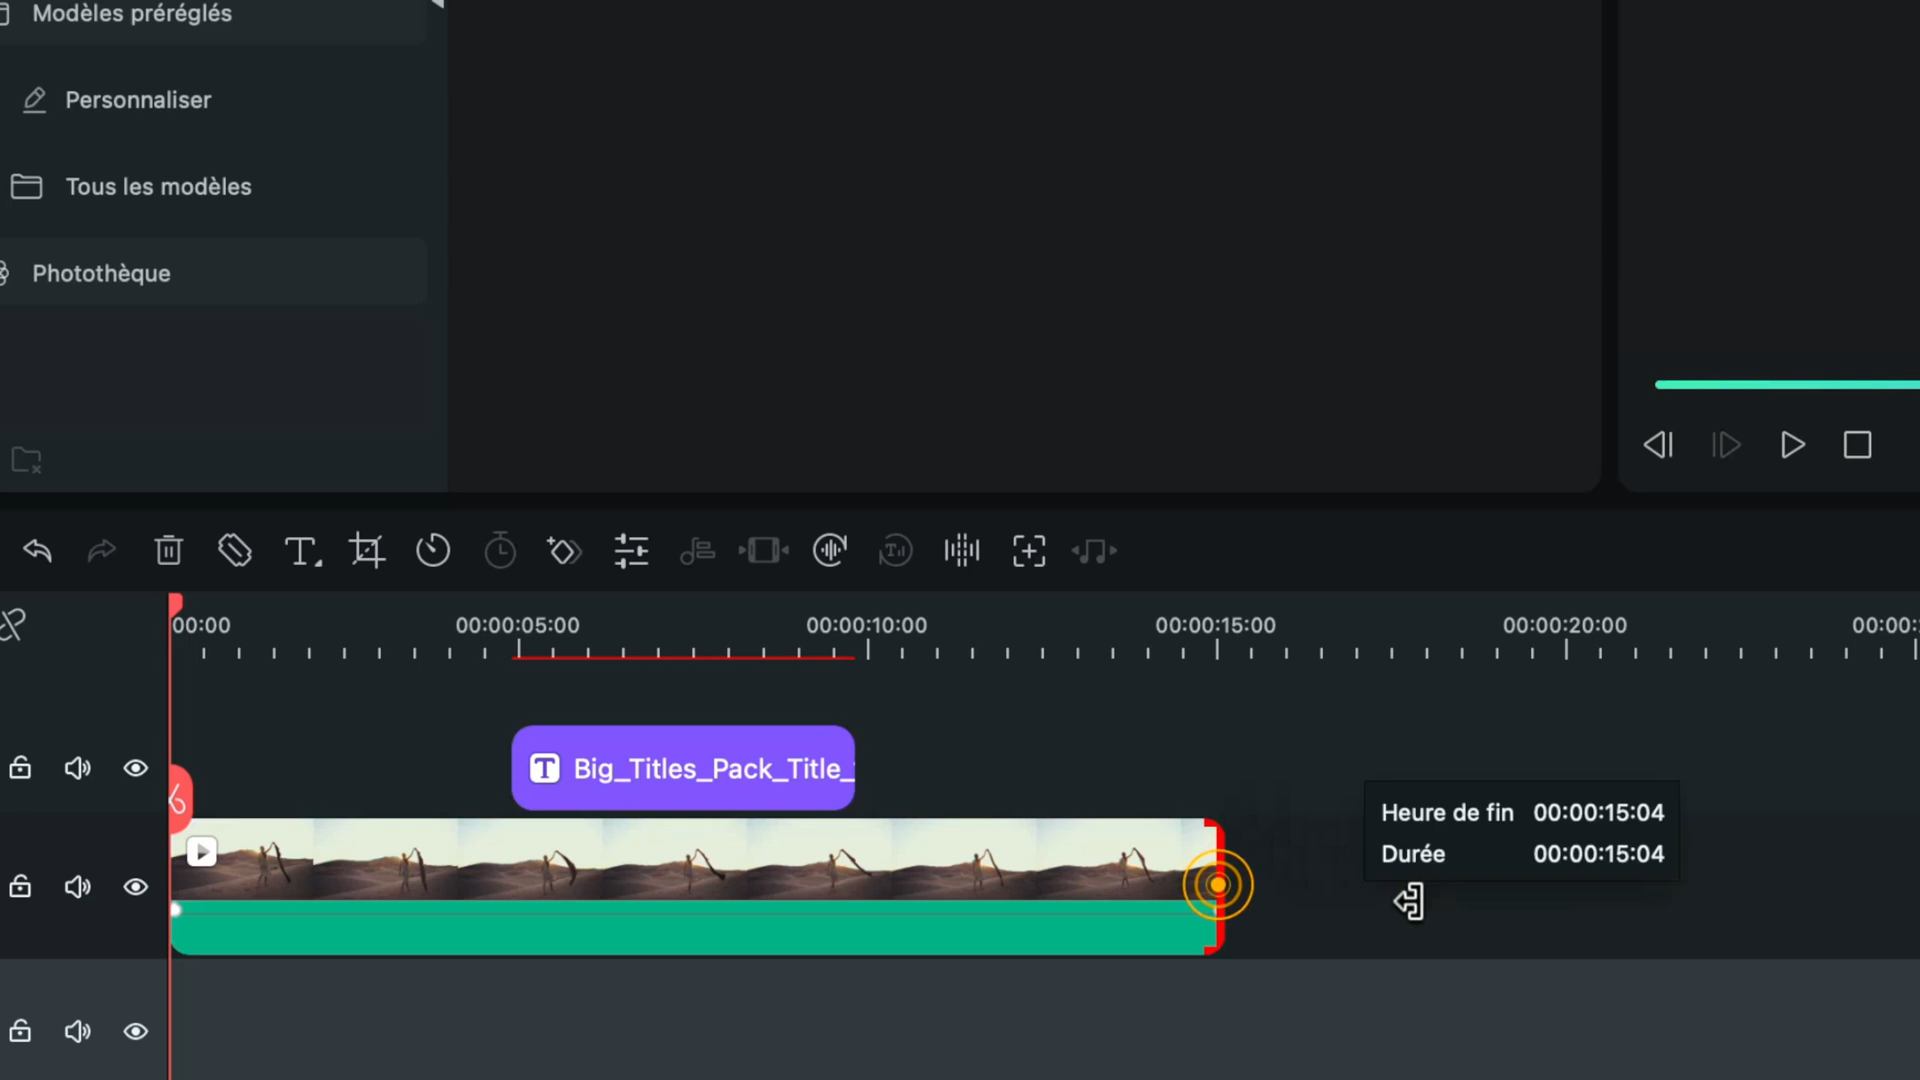 Modèles préréglés
Personnaliser
Tous les modèles
Photothèque
00:00
00:00:05:00
00:00:10:00
00:00:15:00
00:00:20:00
00:00:
Big_Titles_Pack_Title_
Heure de fin 00:00:15:04
Durée 00:00:15:04